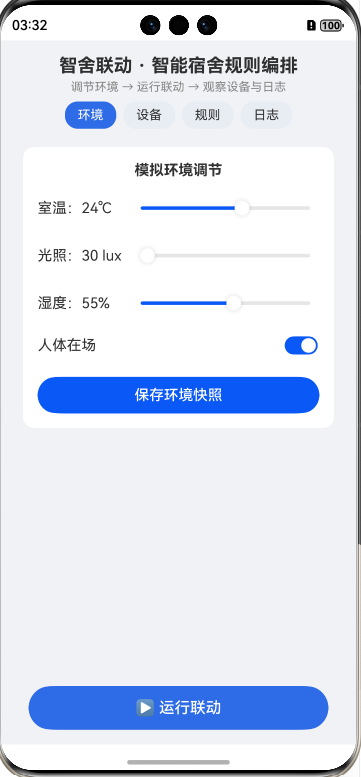 03:32
100
智舍联动 · 智能宿舍规则编排
调节环境 → 运行联动 → 观察设备与日志
环境 设备 规则 日志
模拟环境调节
室温：24℃
光照：30 lux
湿度：55%
人体在场
保存环境快照
▶ 运行联动